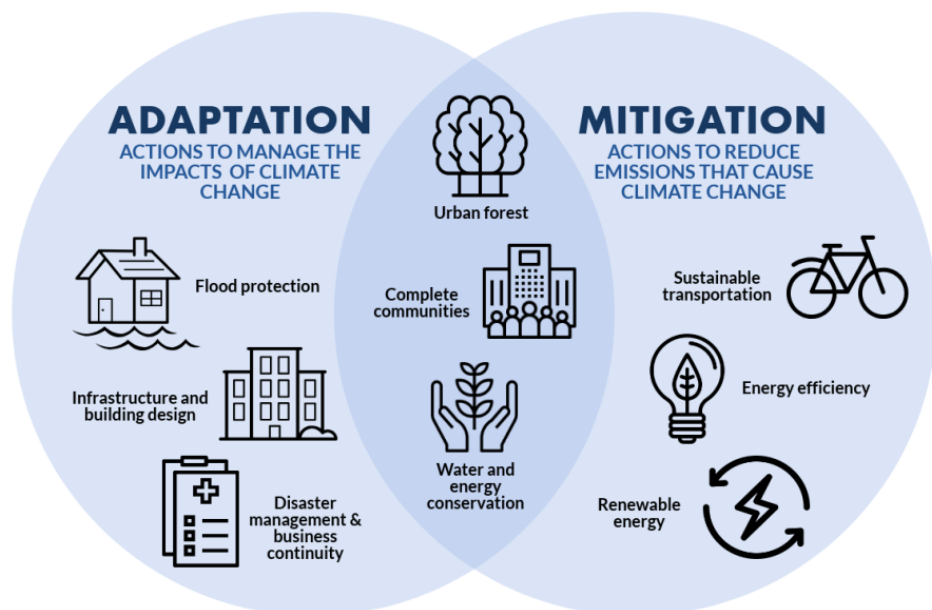 ADAPTATION
ACTIONS TO MANAGE THE
IMPACTS OF CLIMATE
CHANGE
Flood protection
Infrastructure and
building design
Disaster
management &
business
continuity
Urban forest
Complete
communities
Water and
energy
conservation
MITIGATION
ACTIONS TO REDUCE
EMISSIONS THAT CAUSE
CLIMATE CHANGE
Sustainable
transportation
Energy efficiency
Renewable
energy